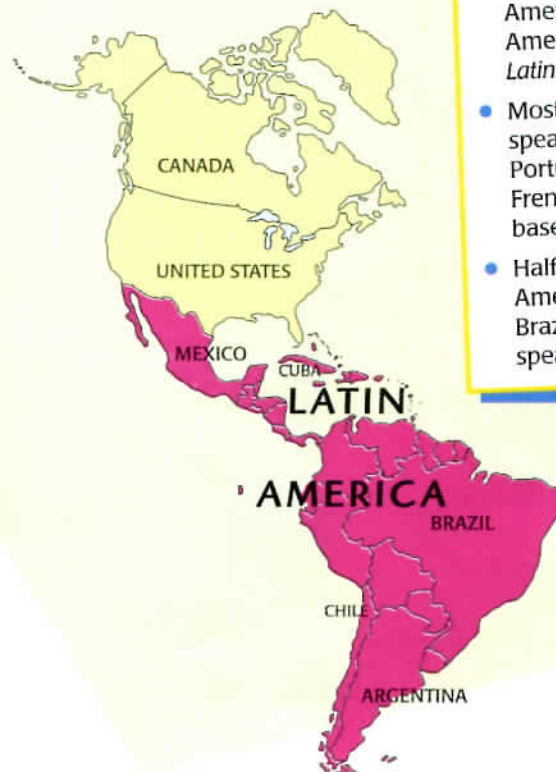 Ame
Ame
Latin
Most
spea
Portu
Fren
base
Half
Ame
Braz
spea
CANADA
UNITED STATES
MEXICO
CUBA
LATIN
AMERICA
BRAZIL
CHILE
ARGENTINA